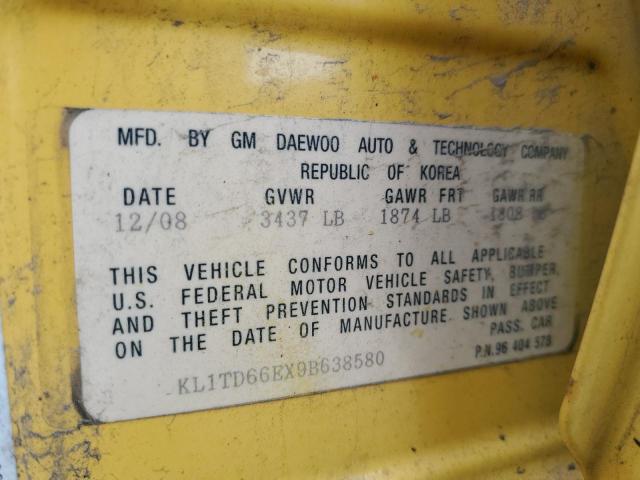 MFD. BY GM DAEWOO AUTO & TECHNOLOGY COMPANY
REPUBLIC OF KOREA
DATE GVWR GAWR FRT GAWR RR
12/08 3437 LB 1874 LB 1808
THIS VEHICLE CONFORMS TO ALL APPLICABLE
U.S. FEDERAL MOTOR VEHICLE SAFETY, BUMPER,
AND THEFT PREVENTION STANDARDS IN EFFECT
ON THE DATE OF MANUFACTURE SHOWN ABOVE
PASS. CAR
KL1TD66EX9B638580
P.N. 96 404 578